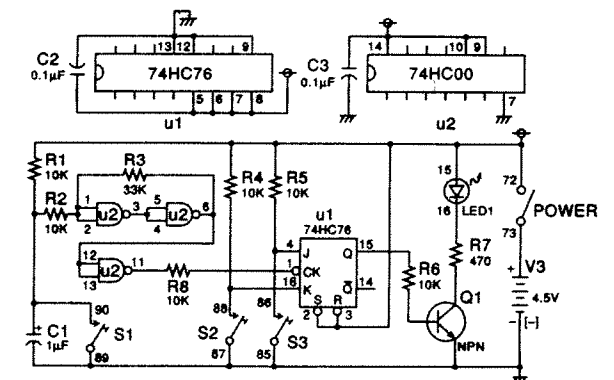 C2
0.1µF
13 12 9
74HC76
5 6 7 8
u1
C3
0.1µF
14 10 9
74HC00
7
u2
R1
10K
R2
10K
R3
33K
1
2
u2
3
5
4
u2
6
12
13
u2
11
R8
10K
R4
10K
R5
10K
u1
74HC76
4
J
1
CK
16
K
15
Q
Q
14
S R
2 3
R6
10K
15
16
LED1
R7
470
Q1
NPN
72
73
POWER
+
V3
4.5V
- [-]
+
C1
1µF
90
89
S1
88
87
S2
86
85
S3